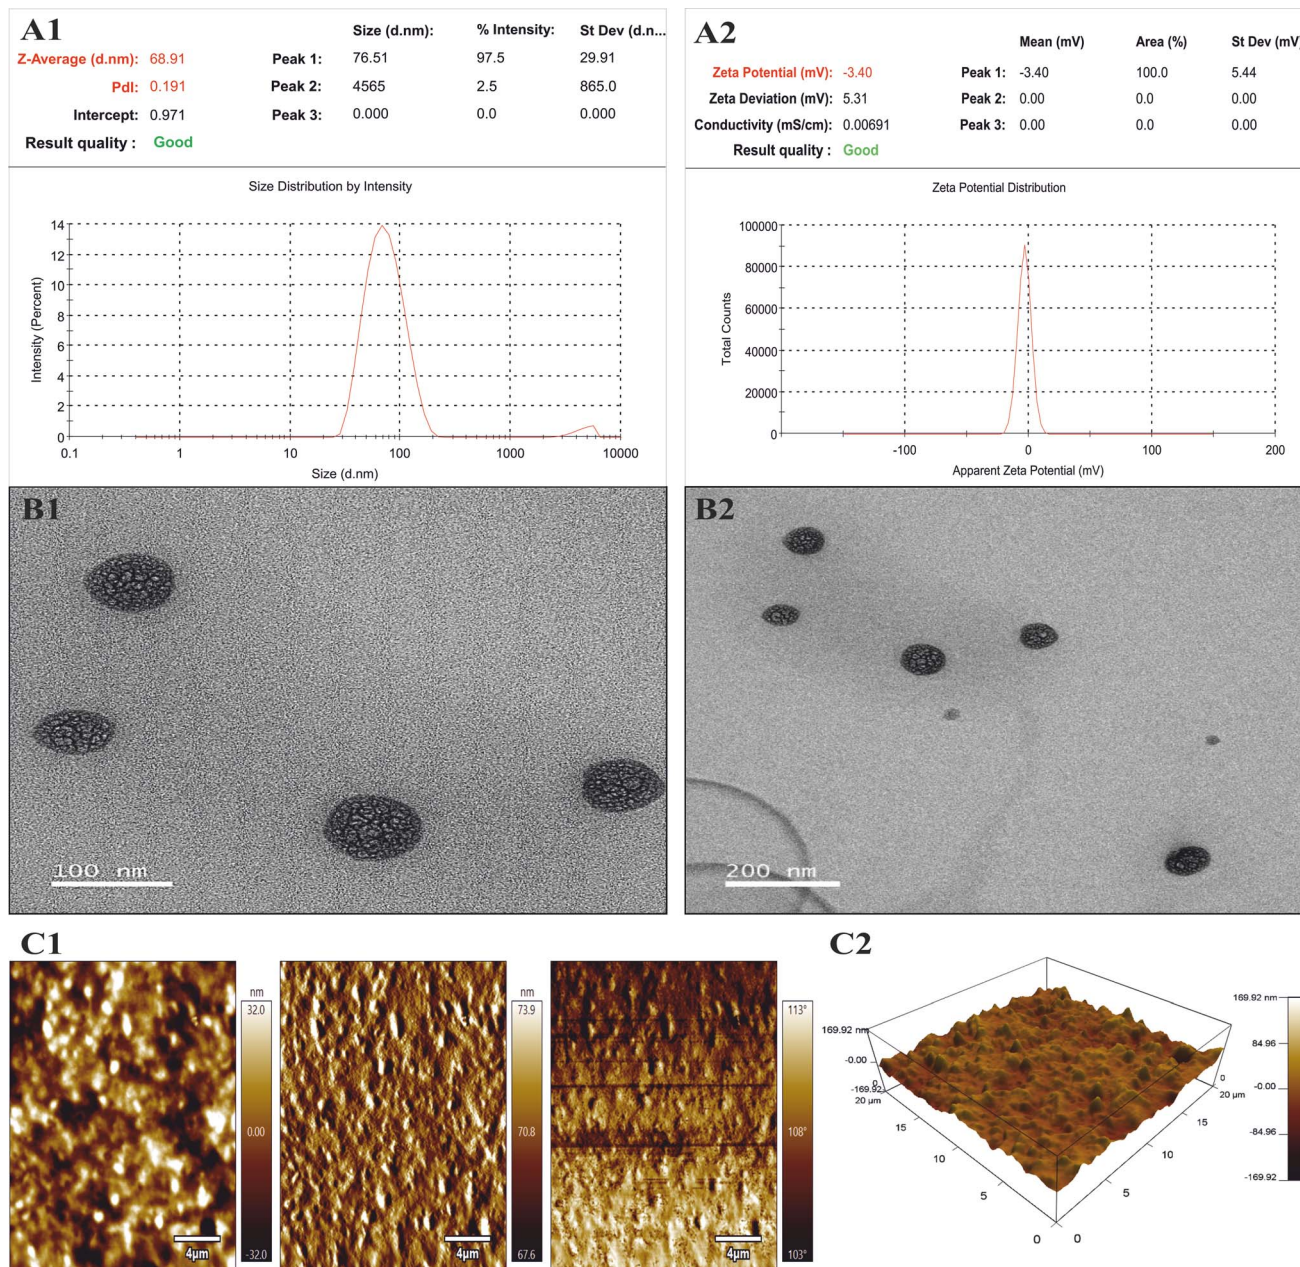 A1
Size (d.nm): % Intensity: St Dev (d.n...
Z-Average (d.nm): 68.91 Peak 1: 76.51 97.5 29.91
PdI: 0.191 Peak 2: 4565 2.5 865.0
Intercept: 0.971 Peak 3: 0.000 0.0 0.000
Result quality : Good
Size Distribution by Intensity
Intensity (Percent)
14
12
10
8
6
4
2
0
0.1 1 10 100 1000 10000
Size (d.nm)
A2
Mean (mV) Area (%) St Dev (mV)
Zeta Potential (mV): -3.40 Peak 1: -3.40 100.0 5.44
Zeta Deviation (mV): 5.31 Peak 2: 0.00 0.0 0.00
Conductivity (mS/cm): 0.00691 Peak 3: 0.00 0.0 0.00
Result quality : Good
Zeta Potential Distribution
Total Counts
100000
80000
60000
40000
20000
0
-100 0 100 200
Apparent Zeta Potential (mV)
B1
100 nm
B2
200 nm
C1
nm
32.0
0.00
-32.0
4µm
nm
73.9
70.8
67.6
4µm
113°
108°
103°
4µm
C2
169.92 nm
-0.00
-169.92
0
20 µm
15
10
5
0
0
5
10
15
20 µm
0
169.92 nm
84.96
-0.00
-84.96
-169.92